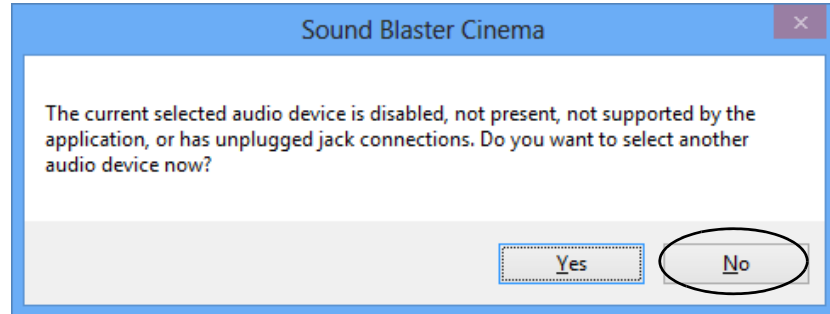 Sound Blaster Cinema
The current selected audio device is disabled, not present, not supported by the
application, or has unplugged jack connections. Do you want to select another
audio device now?
Yes No